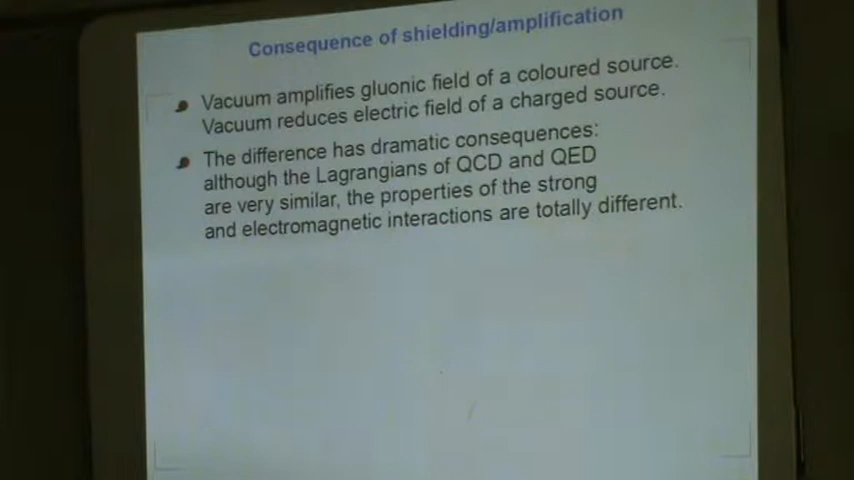 Consequence of shielding/amplification
Vacuum amplifies gluonic field of a coloured source.
Vacuum reduces electric field of a charged source.
The difference has dramatic consequences:
although the Lagrangians of QCD and QED
are very similar, the properties of the strong
and electromagnetic interactions are totally different.